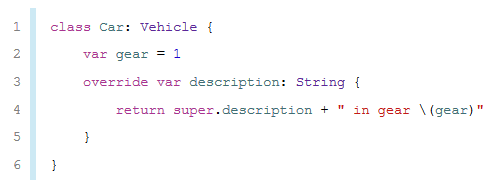 1 class Car: Vehicle {
2     var gear = 1
3     override var description: String {
4         return super.description + " in gear \(gear)"
5     }
6 }